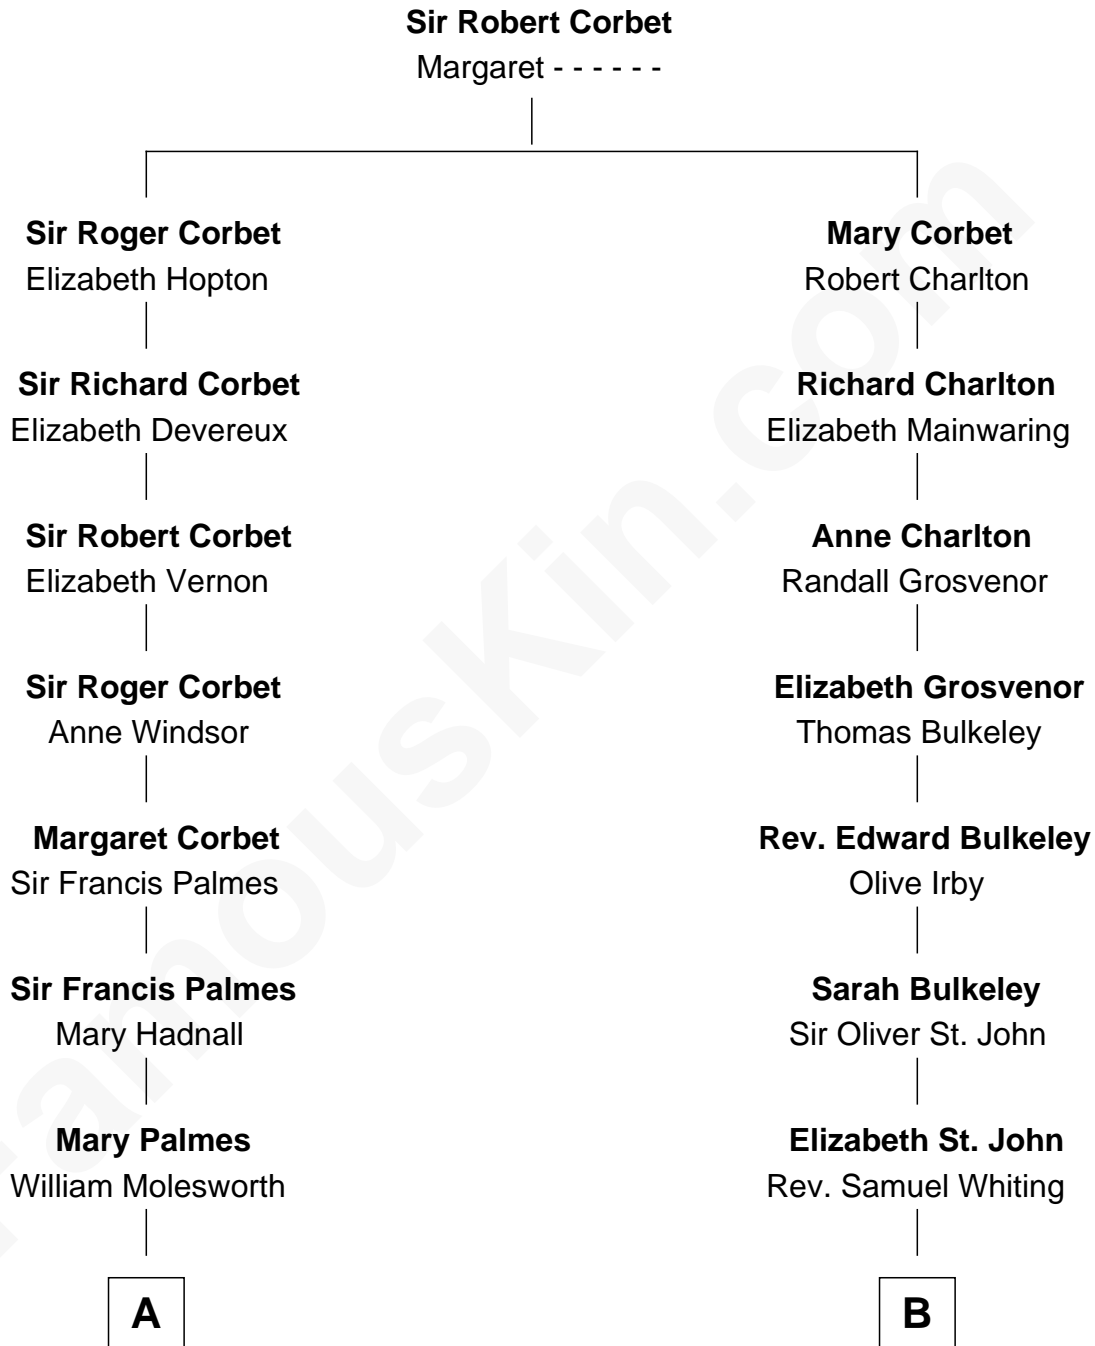 Sir Robert Corbet
Margaret - - - - - -
Sir Roger Corbet
Elizabeth Hopton
Mary Corbet
Robert Charlton
Sir Richard Corbet
Elizabeth Devereux
Richard Charlton
Elizabeth Mainwaring
Sir Robert Corbet
Elizabeth Vernon
Anne Charlton
Randall Grosvenor
Sir Roger Corbet
Anne Windsor
Elizabeth Grosvenor
Thomas Bulkeley
Margaret Corbet
Sir Francis Palmes
Rev. Edward Bulkeley
Olive Irby
Sir Francis Palmes
Mary Hadnall
Sarah Bulkeley
Sir Oliver St. John
Mary Palmes
William Molesworth
Elizabeth St. John
Rev. Samuel Whiting
A
B
FamousKin.com